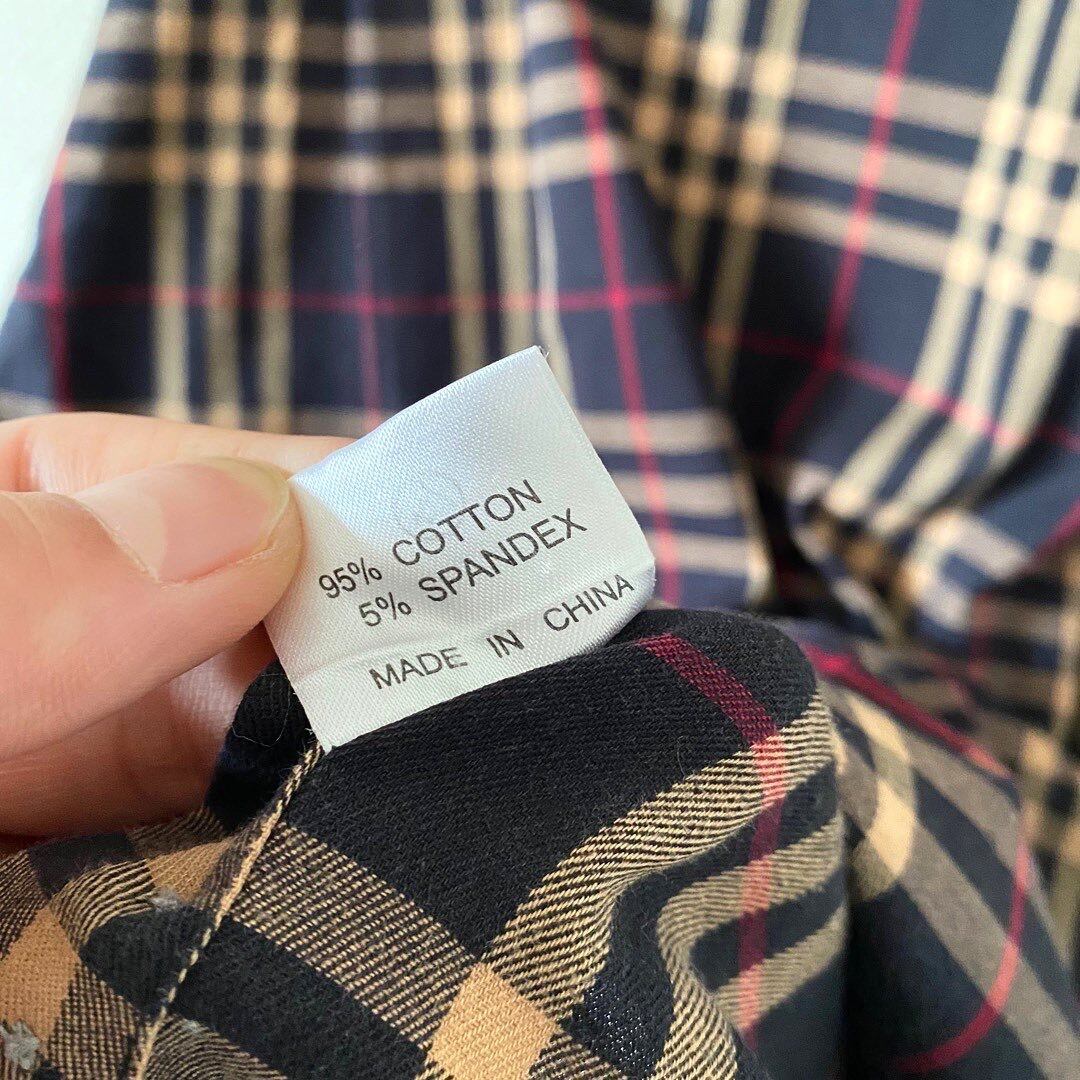 95% COTTON
5% SPANDEX
MADE IN CHINA